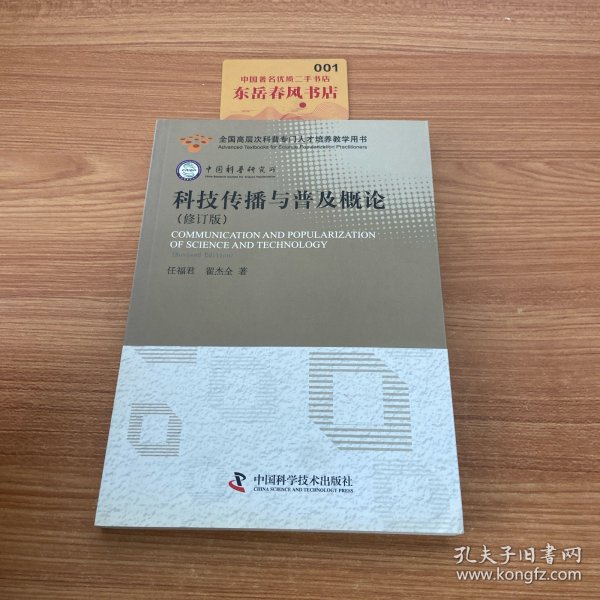 001
中国著名优质二手书店
东岳春风书店
全国高层次科普专门人才培养教学用书
Advanced Textbooks for Science Popularization Practitioners
中国科普研究所
科技传播与普及概论
(修订版)
COMMUNICATION AND POPULARIZATION
OF SCIENCE AND TECHNOLOGY
(Revised Edition)
任福君 翟杰全 著
中国科学技术出版社
CHINA SCIENCE AND TECHNOLOGY PRESS
孔夫子旧书网
www.kongfz.com